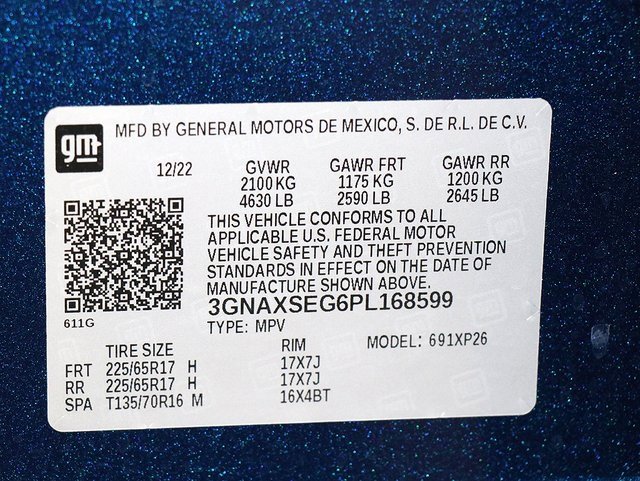 gm
MFD BY GENERAL MOTORS DE MEXICO, S. DE R.L. DE C.V.
12/22 GVWR GAWR FRT GAWR RR
2100 KG 1175 KG 1200 KG
4630 LB 2590 LB 2645 LB
THIS VEHICLE CONFORMS TO ALL
APPLICABLE U.S. FEDERAL MOTOR
VEHICLE SAFETY AND THEFT PREVENTION
STANDARDS IN EFFECT ON THE DATE OF
MANUFACTURE SHOWN ABOVE.
3GNAXSEG6PL168599
611G
TYPE: MPV
TIRE SIZE RIM MODEL: 691XP26
FRT 225/65R17 H 17X7J
RR 225/65R17 H 17X7J
SPA T135/70R16 M 16X4BT